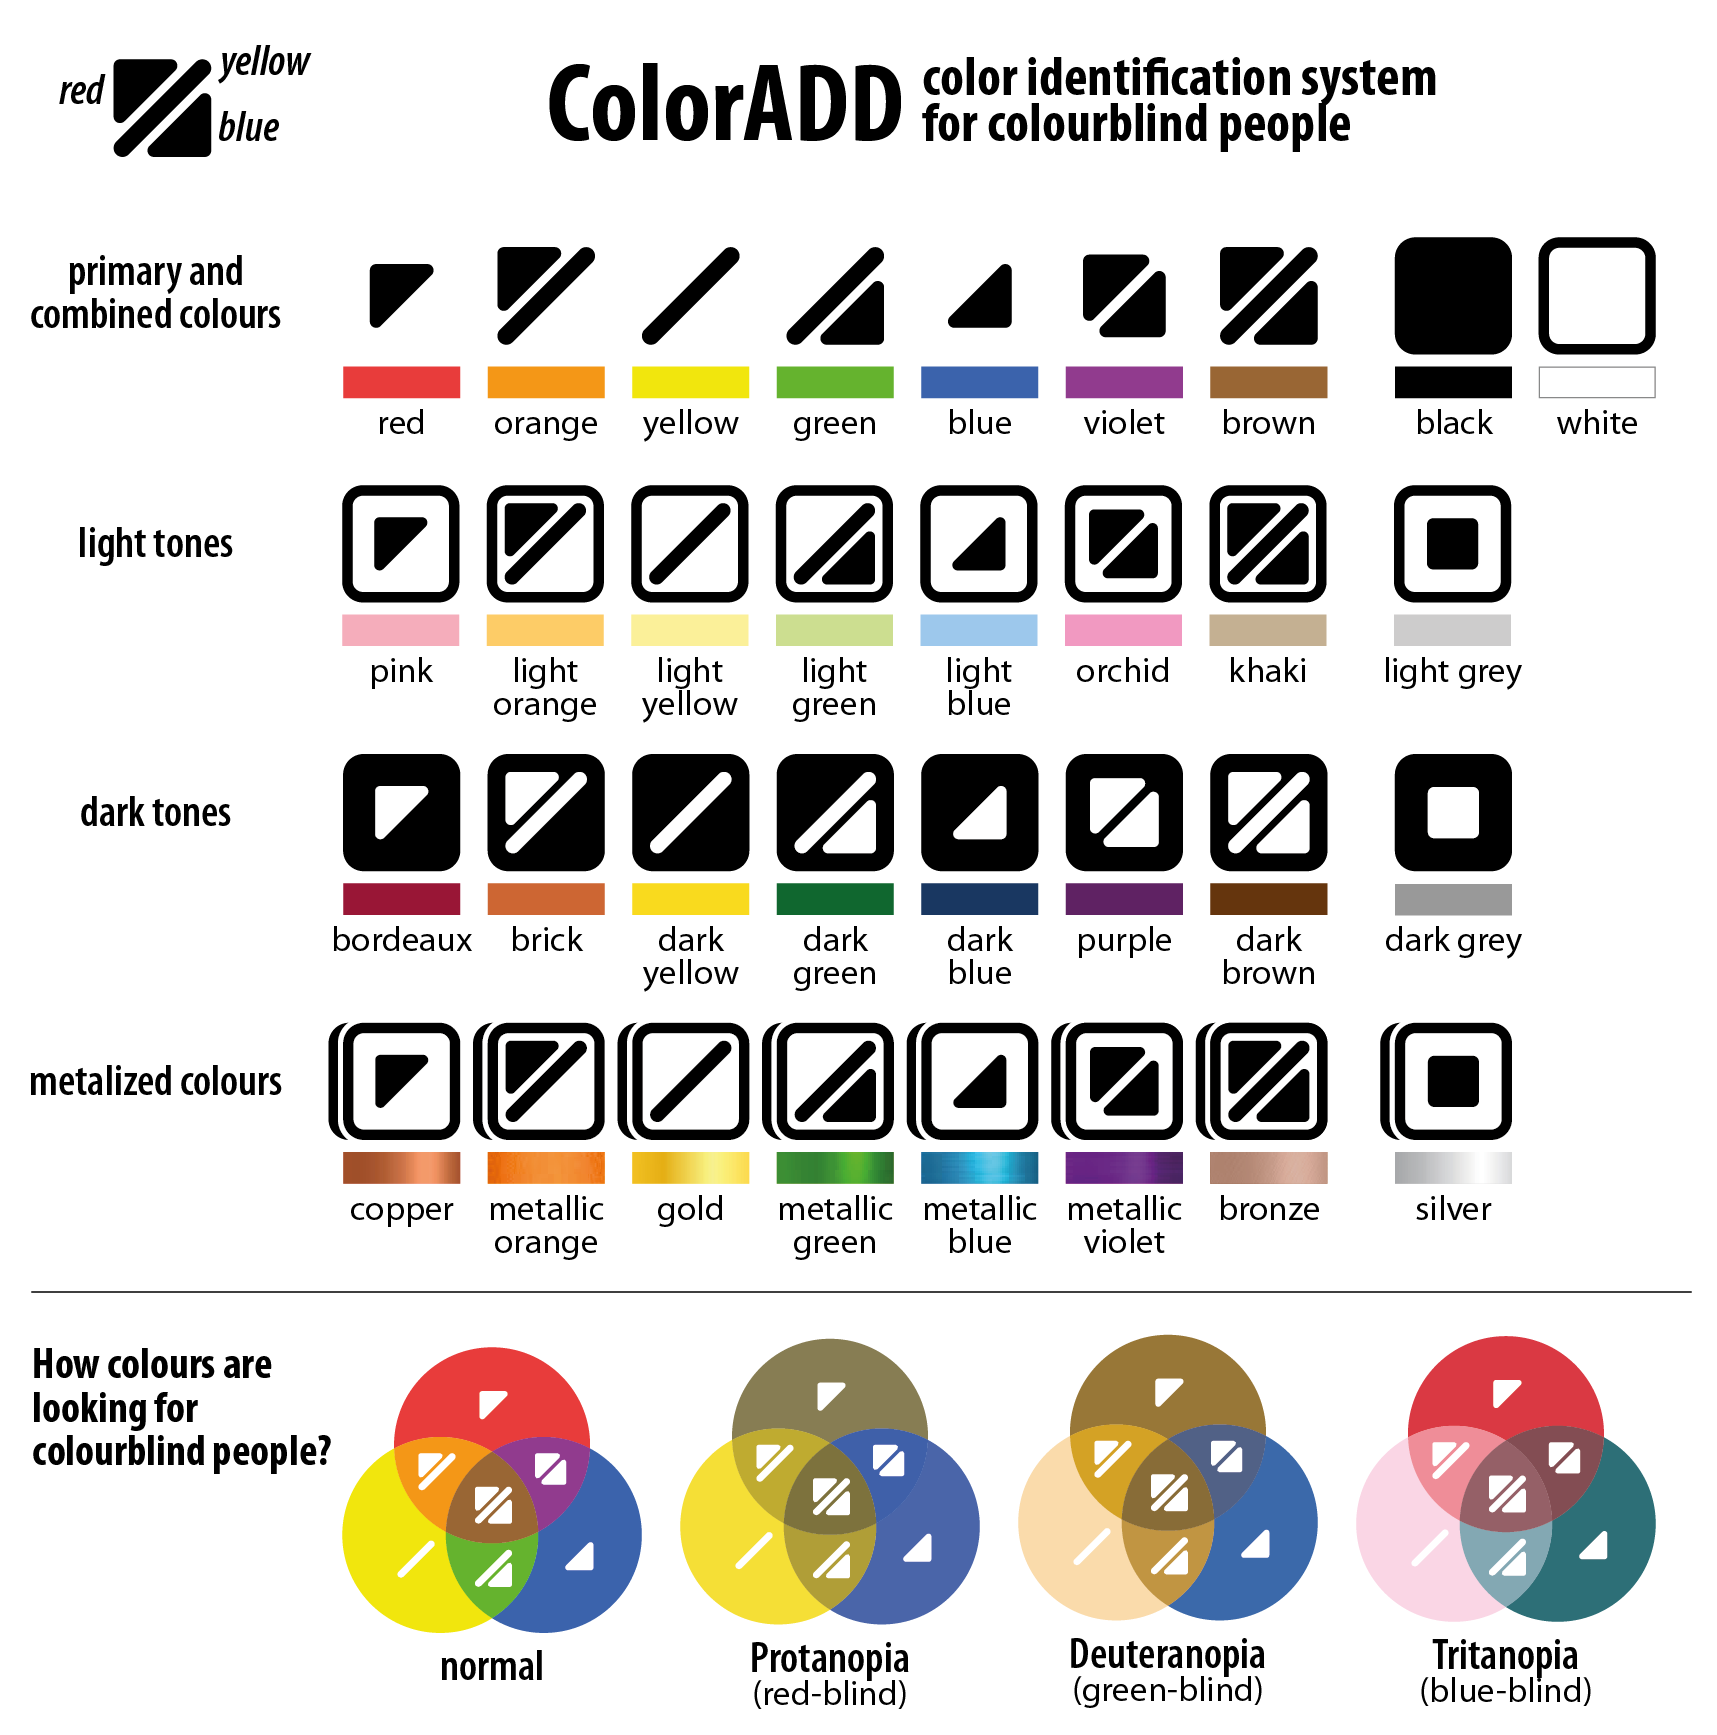 red
yellow
blue
ColorADD
color identification system
for colourblind people
primary and
combined colours
red
orange
yellow
green
blue
violet
brown
black
white
light tones
pink
light
orange
light
yellow
light
green
light
blue
orchid
khaki
light grey
dark tones
bordeaux
brick
dark
yellow
dark
green
dark
blue
purple
dark
brown
dark grey
metalized colours
copper
metallic
orange
gold
metallic
green
metallic
blue
metallic
violet
bronze
silver
How colours are
looking for
colourblind people?
normal
Protanopia
(red-blind)
Deuteranopia
(green-blind)
Tritanopia
(blue-blind)